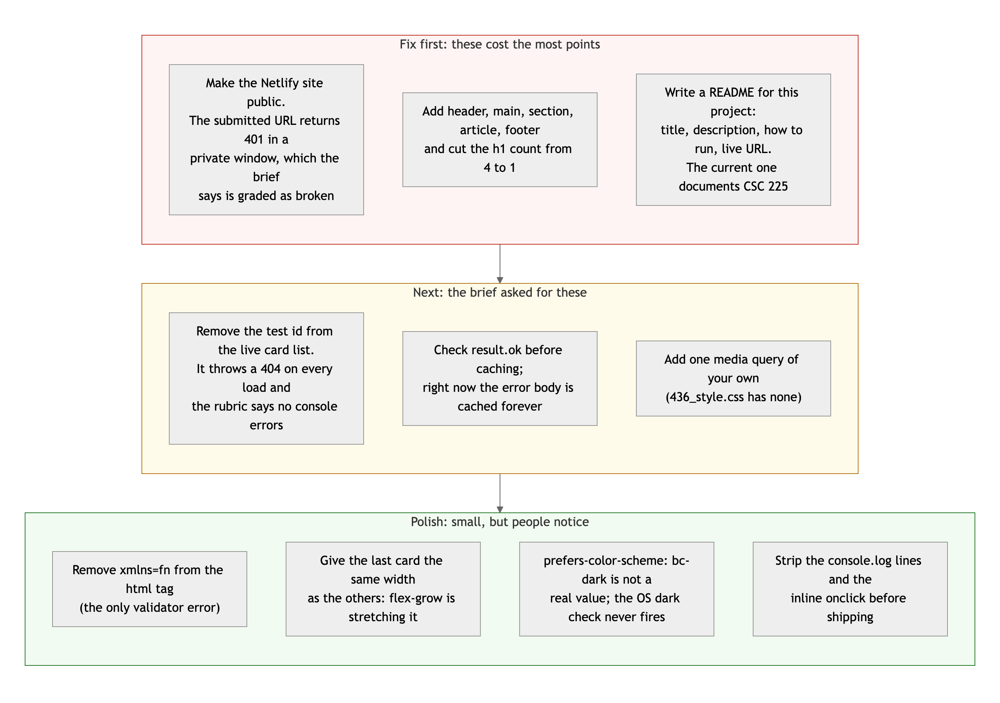 Fix first: these cost the most points
Make the Netlify site
public.
The submitted URL returns
401 in a
private window, which the
brief
says is graded as broken
Add header, main, section,
article, footer
and cut the h1 count from
4 to 1
Write a README for this
project:
title, description, how to
run, live URL.
The current one
documents CSC 225
Next: the brief asked for these
Remove the test id from
the live card list.
It throws a 404 on every
load and
the rubric says no console
errors
Check result.ok before
caching;
right now the error body is
cached forever
Add one media query of
your own
(436_style.css has none)
Polish: small, but people notice
Remove xmlns=fn from the
html tag
(the only validator error)
Give the last card the
same width
as the others: flex-grow is
stretching it
prefers-color-scheme: bc-
dark is not a
real value; the OS dark
check never fires
Strip the console.log lines
and the
inline onclick before
shipping